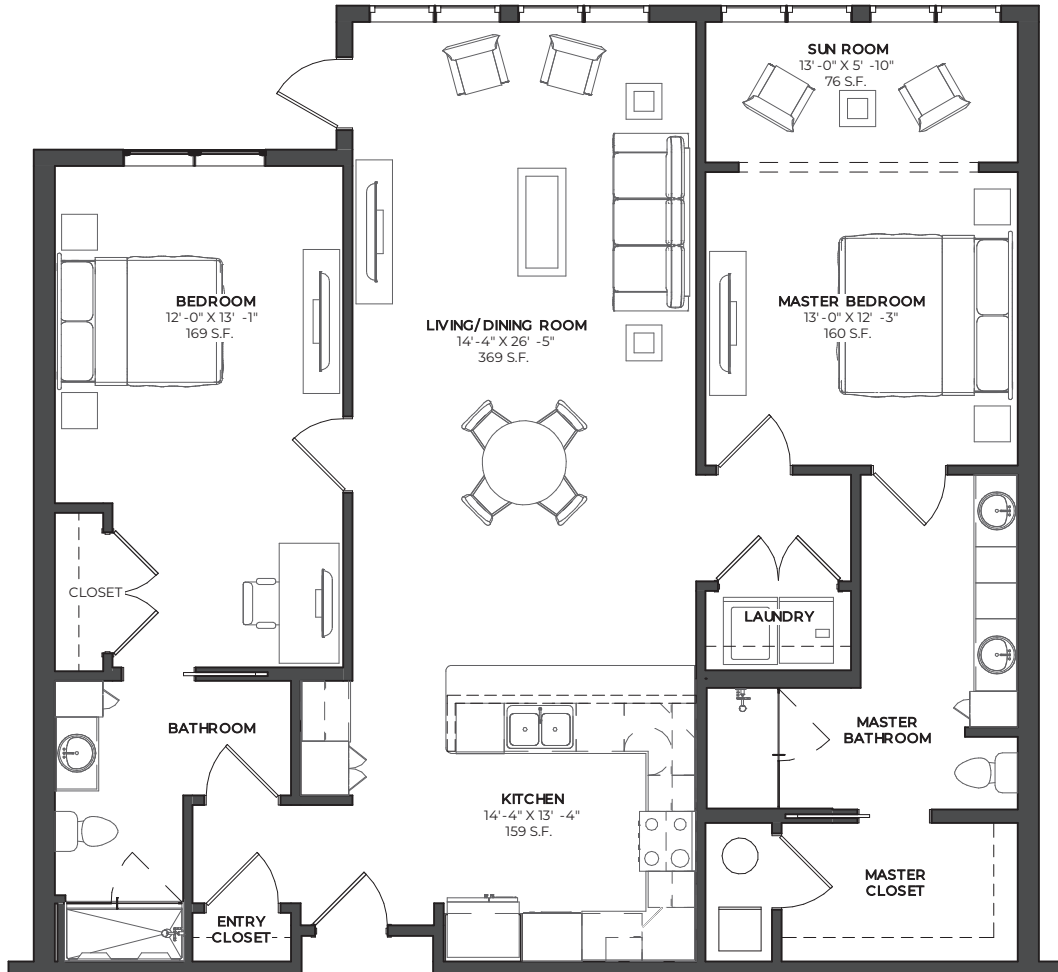 SUN ROOM
13'-0" X 5' -10"
76 S.F.
BEDROOM
12'-0" X 13' -1"
169 S.F.
MASTER BEDROOM
13'-0" X 12' -3"
160 S.F.
LIVING/DINING ROOM
14'-4" X 26' -5"
369 S.F.
CLOSET
LAUNDRY
BATHROOM
MASTER
BATHROOM
KITCHEN
14'-4" X 13' -4"
159 S.F.
MASTER
CLOSET
ENTRY
CLOSET